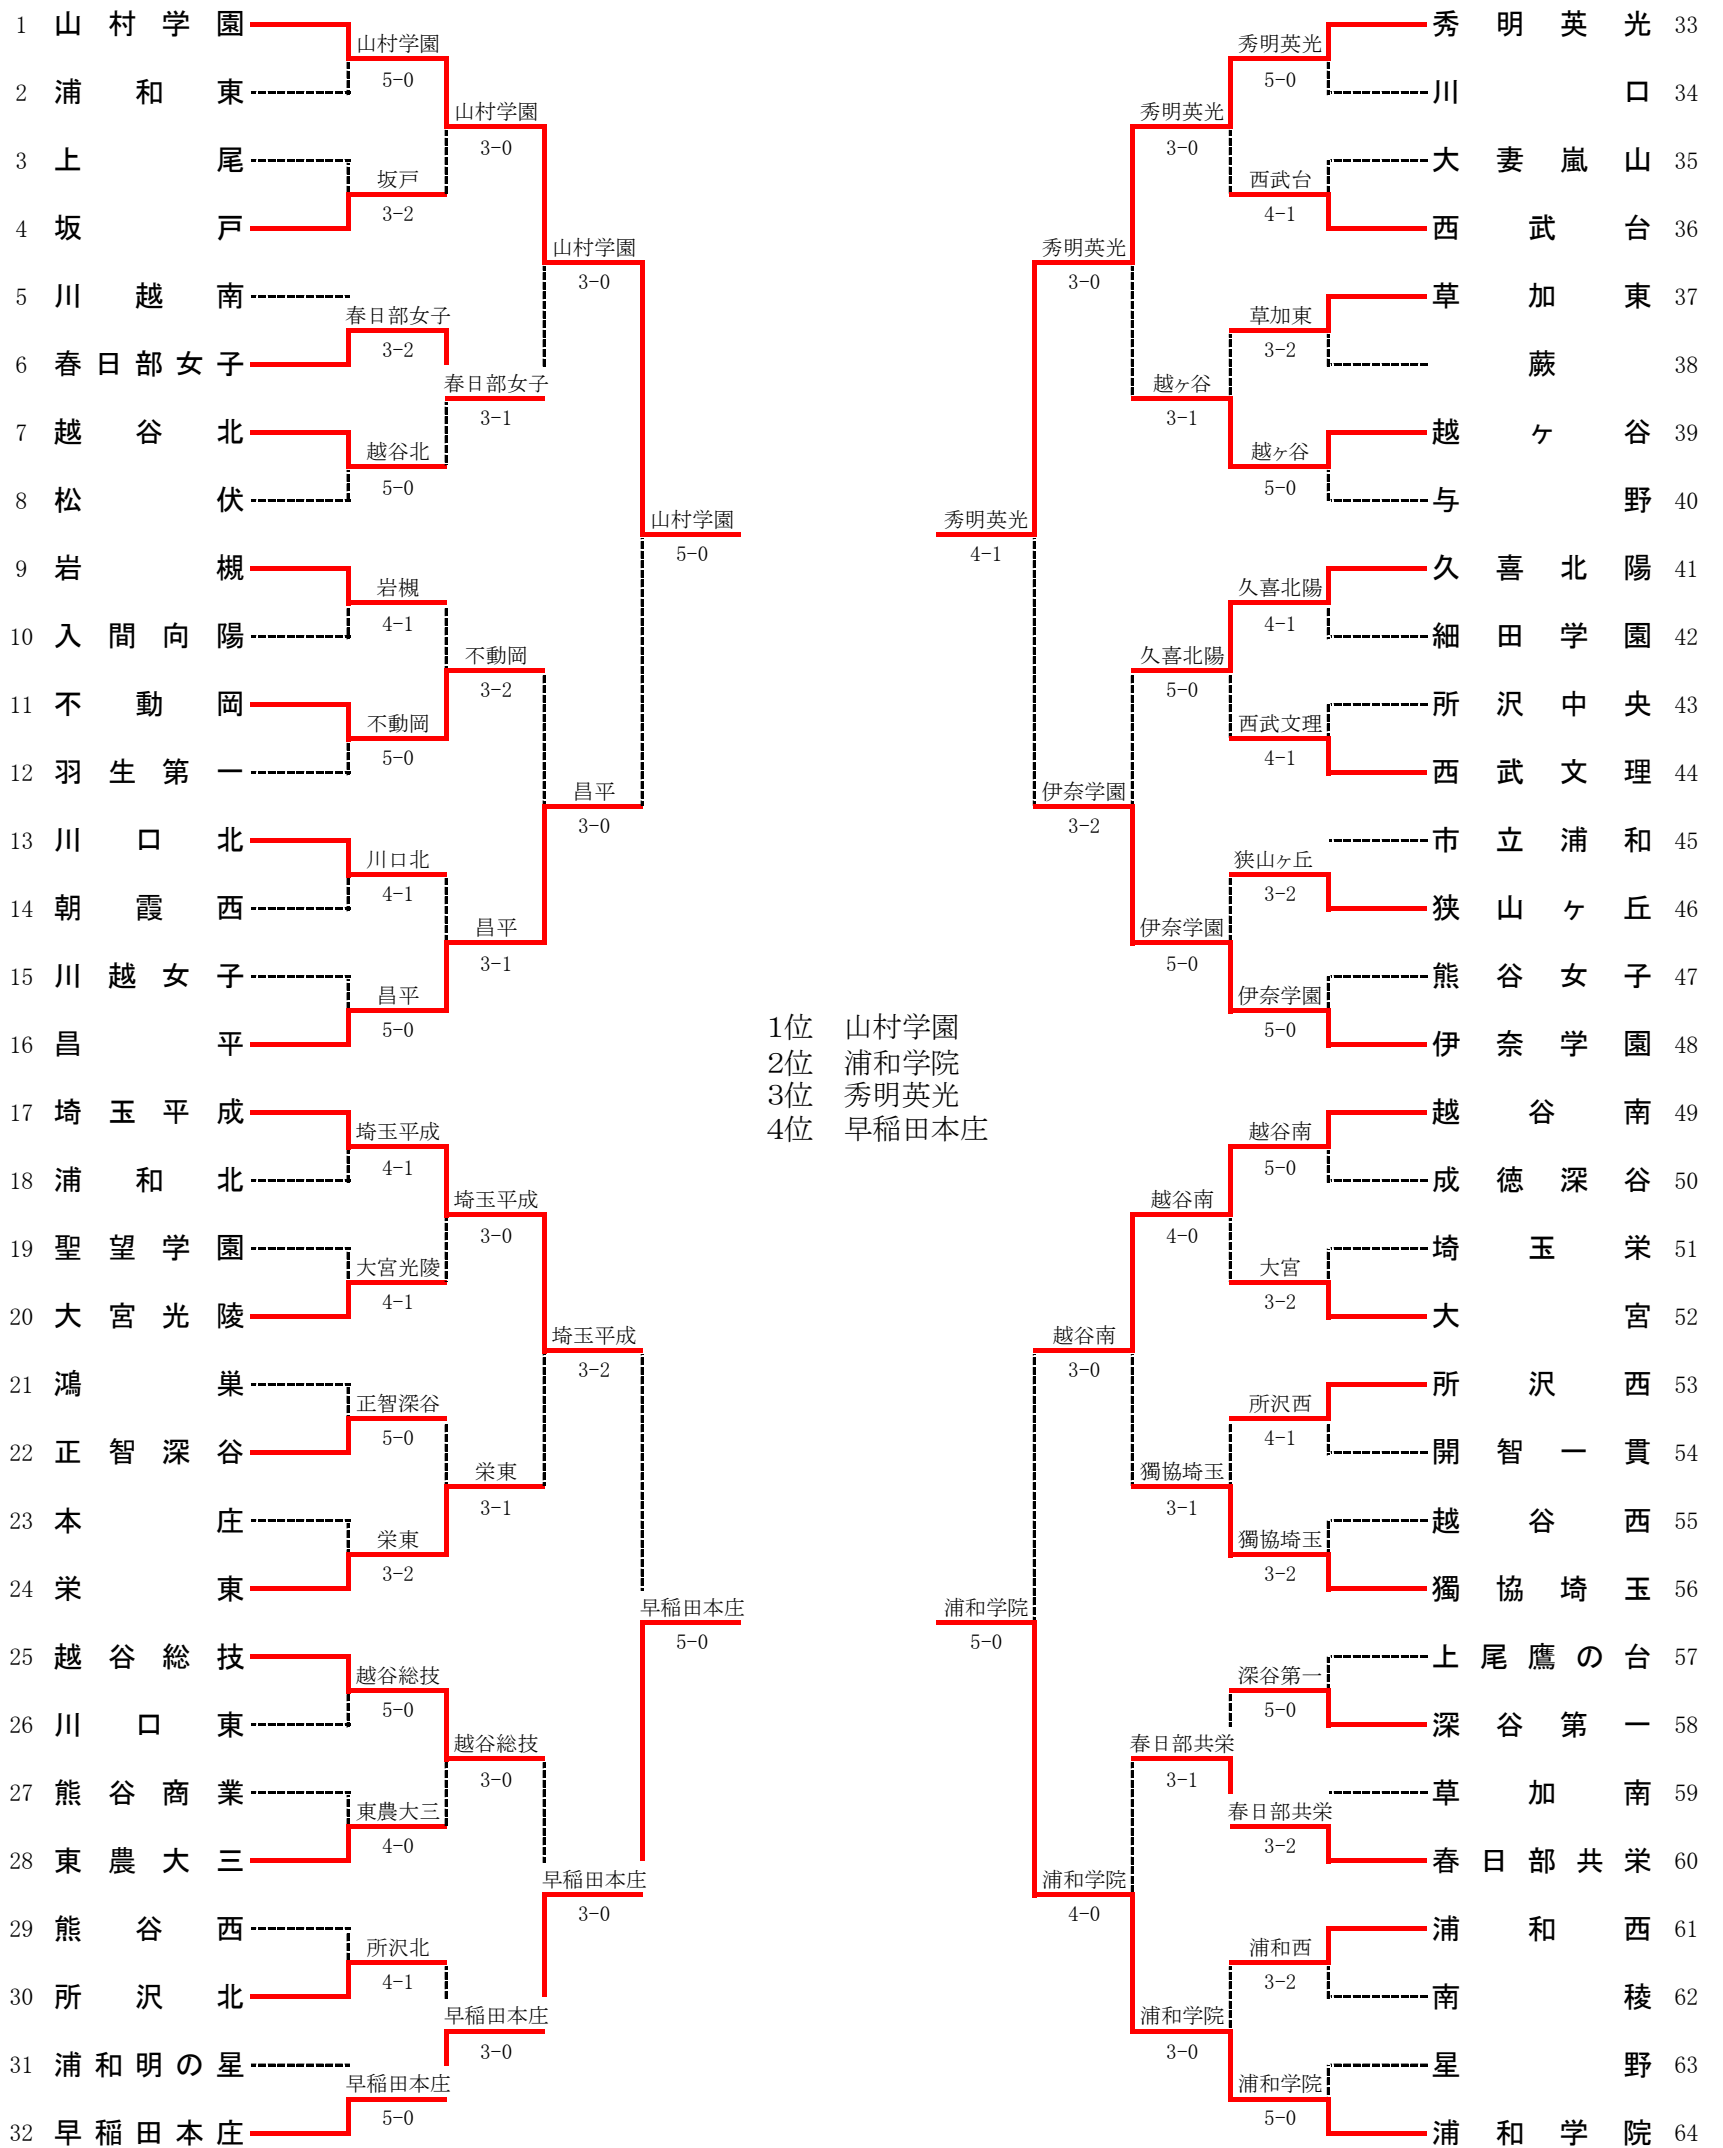 1 山村学園
2 浦和東
3 上尾
4 坂戸
5 川越南
6 春日部女子
7 越谷北
8 松伏
9 岩槻
10 入間向陽
11 不動岡
12 羽生第一
13 川口北
14 朝霞西
15 川越女子
16 昌平
17 埼玉平成
18 浦和北
19 聖望学園
20 大宮光陵
21 鴻巣
22 正智深谷
23 本庄
24 栄東
25 越谷総技
26 川口東
27 熊谷商業
28 東農大三
29 熊谷西
30 所沢北
31 浦和明の星
32 早稲田本庄
山村学園
5-0
坂戸
3-2
春日部女子
3-2
越谷北
5-0
岩槻
4-1
不動岡
5-0
川口北
4-1
昌平
5-0
埼玉平成
4-1
大宮光陵
4-1
正智深谷
5-0
栄東
3-2
越谷総技
5-0
東農大三
4-0
所沢北
4-1
早稲田本庄
5-0
山村学園
3-0
春日部女子
3-1
不動岡
3-2
昌平
3-1
埼玉平成
3-0
栄東
3-1
越谷総技
3-0
早稲田本庄
3-0
山村学園
3-0
昌平
3-0
埼玉平成
3-2
早稲田本庄
3-0
山村学園
5-0
早稲田本庄
5-0
1位 山村学園
2位 浦和学院
3位 秀明英光
4位 早稲田本庄
秀明英光
4-1
浦和学院
5-0
秀明英光
3-0
伊奈学園
3-2
越谷南
3-0
浦和学院
4-0
秀明英光
3-0
越ヶ谷
3-1
久喜北陽
5-0
伊奈学園
5-0
越谷南
4-0
獨協埼玉
3-1
春日部共栄
3-1
浦和学院
3-0
秀明英光
5-0
西武台
4-1
草加東
3-2
越ヶ谷
5-0
久喜北陽
4-1
西武文理
4-1
狭山ヶ丘
3-2
伊奈学園
5-0
越谷南
5-0
大宮
3-2
所沢西
4-1
獨協埼玉
3-2
深谷第一
5-0
春日部共栄
3-2
浦和西
3-2
浦和学院
5-0
秀明英光 33
川口 34
大妻嵐山 35
西武台 36
草加東 37
蕨 38
越ヶ谷 39
与野 40
久喜北陽 41
細田学園 42
所沢中央 43
西武文理 44
市立浦和 45
狭山ヶ丘 46
熊谷女子 47
伊奈学園 48
越谷南 49
成徳深谷 50
埼玉栄 51
大宮 52
所沢西 53
開智一貫 54
越谷西 55
獨協埼玉 56
上尾鷹の台 57
深谷第一 58
草加南 59
春日部共栄 60
浦和西 61
南稜 62
星野 63
浦和学院 64